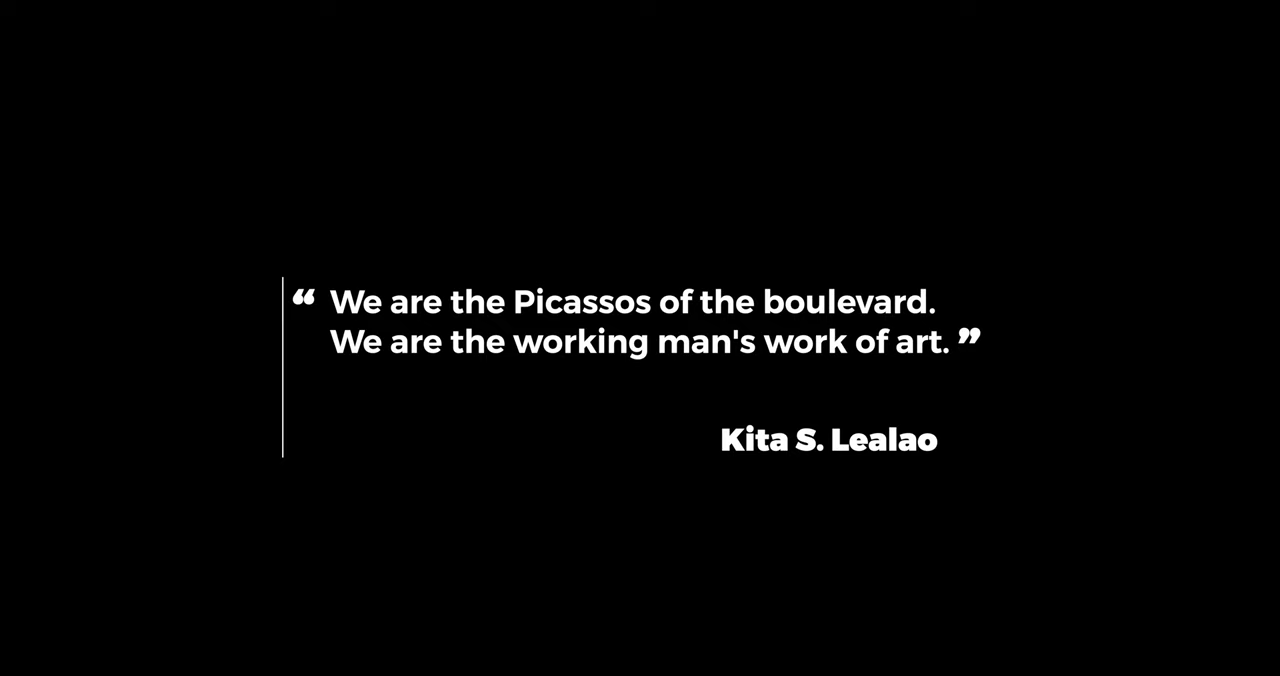 “ We are the Picassos of the boulevard.
We are the working man's work of art. ”
Kita S. Lealao